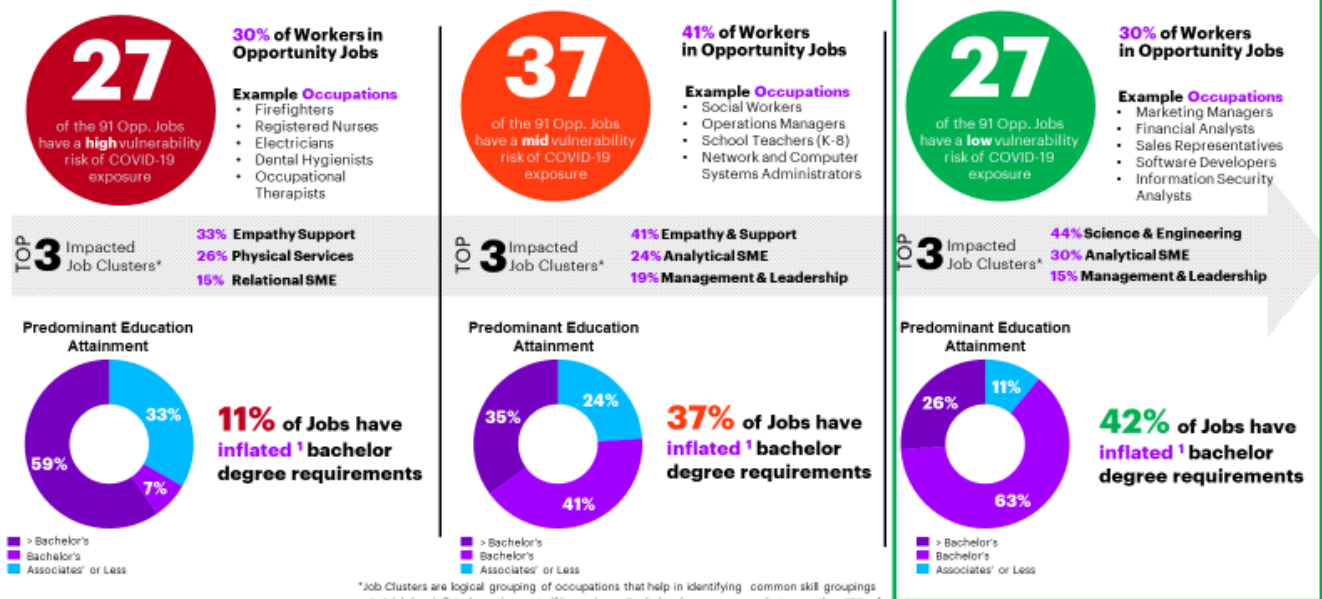 27
of the 91 Opp. Jobs
have a high vulnerability
risk of COVID-19
exposure
30% of Workers in
Opportunity Jobs
Example Occupations
• Firefighters
• Registered Nurses
• Electricians
• Dental Hygienists
• Occupational
Therapists
TOP
3
Impacted
Job Clusters*
33% Empathy Support
26% Physical Services
15% Relational SME
Predominant Education
Attainment
33%
7%
59%
11% of Jobs have
inflated 1 bachelor
degree requirements
> Bachelor's
Bachelor's
Associates' or Less
37
of the 91 Opp. Jobs
have a mid vulnerability
risk of COVID-19
exposure
41% of Workers
in Opportunity Jobs
Example Occupations
• Social Workers
• Operations Managers
• School Teachers (K-8)
• Network and Computer
Systems Administrators
TOP
3
Impacted
Job Clusters*
41% Empathy & Support
24% Analytical SME
19% Management & Leadership
Predominant Education
Attainment
24%
41%
35%
37% of Jobs have
inflated 1 bachelor
degree requirements
> Bachelor's
Bachelor's
Associates' or Less
27
of the 91 Opp. Jobs
have a low vulnerability
risk of COVID-19
exposure
30% of Workers
in Opportunity Jobs
Example Occupations
• Marketing Managers
• Financial Analysts
• Sales Representatives
• Software Developers
• Information Security
Analysts
TOP
3
Impacted
Job Clusters*
44% Science & Engineering
30% Analytical SME
15% Management & Leadership
Predominant Education
Attainment
11%
63%
26%
42% of Jobs have
inflated 1 bachelor
degree requirements
> Bachelor's
Bachelor's
Associates' or Less
*Job Clusters are logical grouping of occupations that help in identifying common skill groupings